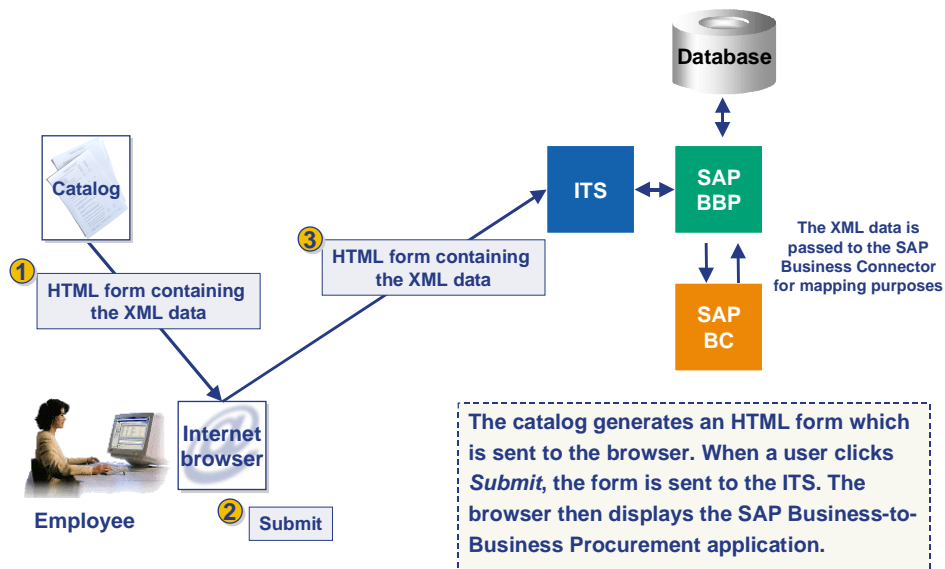 Database
Catalog
ITS
SAP
BBP
The XML data is
passed to the SAP
Business Connector
for mapping purposes
3
HTML form containing
the XML data
1
HTML form containing
the XML data
SAP
BC
Internet
browser
Employee
2
Submit
The catalog generates an HTML form which
is sent to the browser. When a user clicks
Submit, the form is sent to the ITS. The
browser then displays the SAP Business-to-
Business Procurement application.